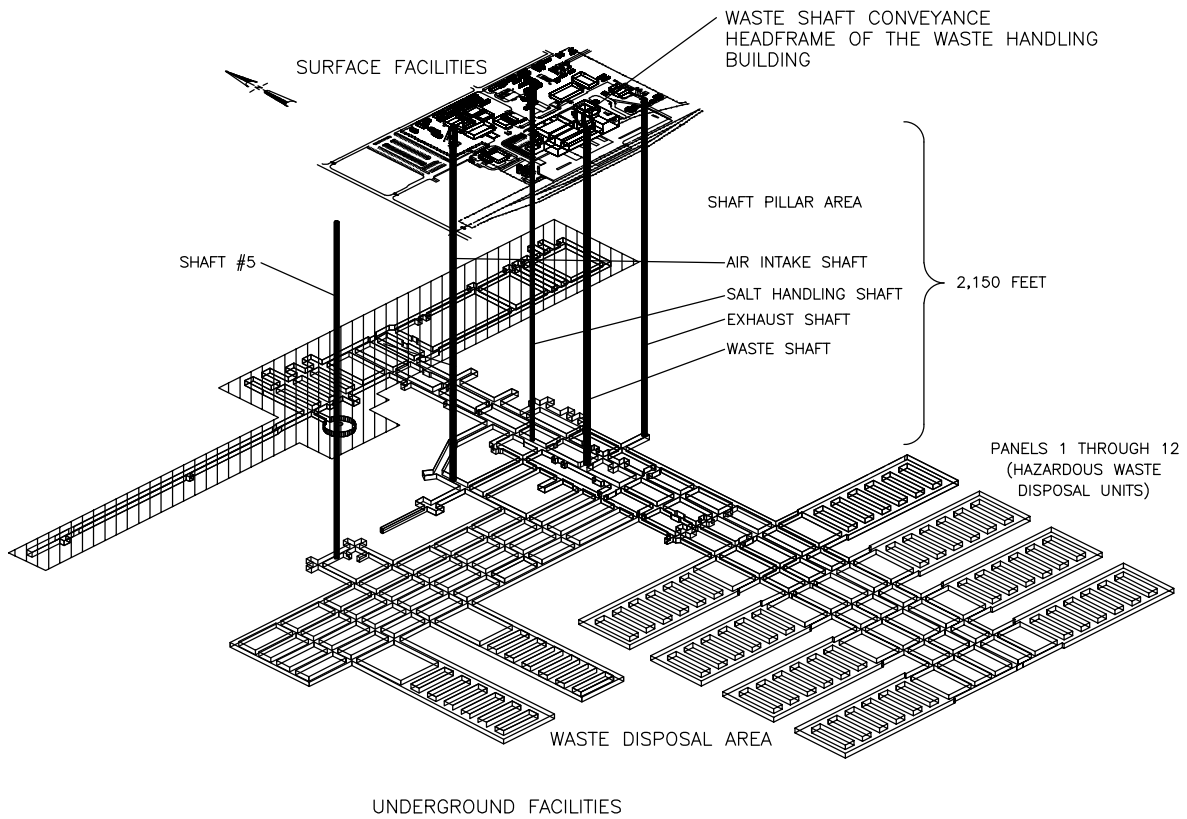 WASTE SHAFT CONVEYANCE
HEADFRAME OF THE WASTE HANDLING
BUILDING
SURFACE FACILITIES
SHAFT PILLAR AREA
SHAFT #5
AIR INTAKE SHAFT
2,150 FEET
SALT HANDLING SHAFT
EXHAUST SHAFT
WASTE SHAFT
PANELS 1 THROUGH 12
(HAZARDOUS WASTE
DISPOSAL UNITS)
WASTE DISPOSAL AREA
UNDERGROUND FACILITIES